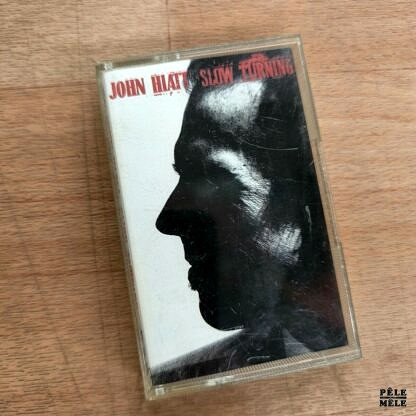 JOHN HIATT SLOW TURNING
PÊLE
MÊLE